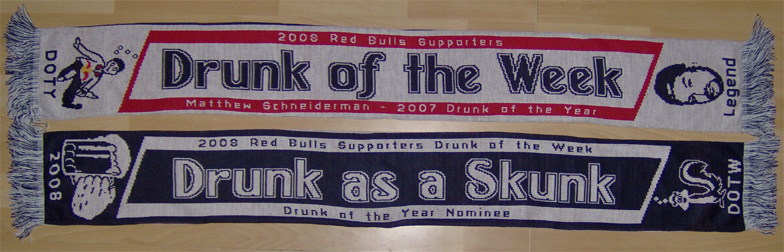 DOTY
2008 Red Bulls Supporters
Drunk of the Week
Matthew Schneiderman - 2007 Drunk of the Year
Legend
2008
2008 Red Bulls Supporters Drunk of the Week
Drunk as a Skunk
Drunk of the Year Nominee
DOTW